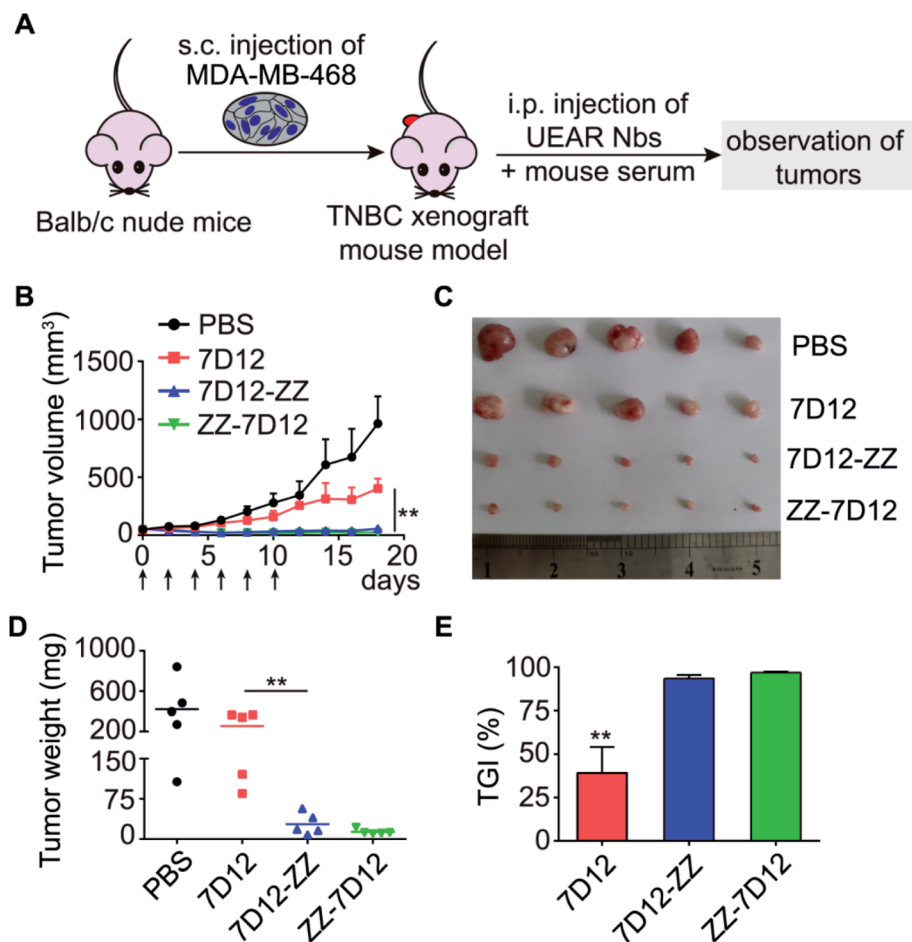 A
s.c. injection of
MDA-MB-468
i.p. injection of
UEAR Nbs
+ mouse serum
observation of
tumors
Balb/c nude mice
TNBC xenograft
mouse model
B
Tumor volume (mm³)
1500
1000
500
0
PBS
7D12
7D12-ZZ
ZZ-7D12
**
0 5 10 15 20
days
C
PBS
7D12
7D12-ZZ
ZZ-7D12
1 2 3 4 5
D
Tumor weight (mg)
1000
600
200
150
75
0
**
PBS
7D12
7D12-ZZ
ZZ-7D12
E
TGI (%)
100
75
50
25
0
**
7D12
7D12-ZZ
ZZ-7D12